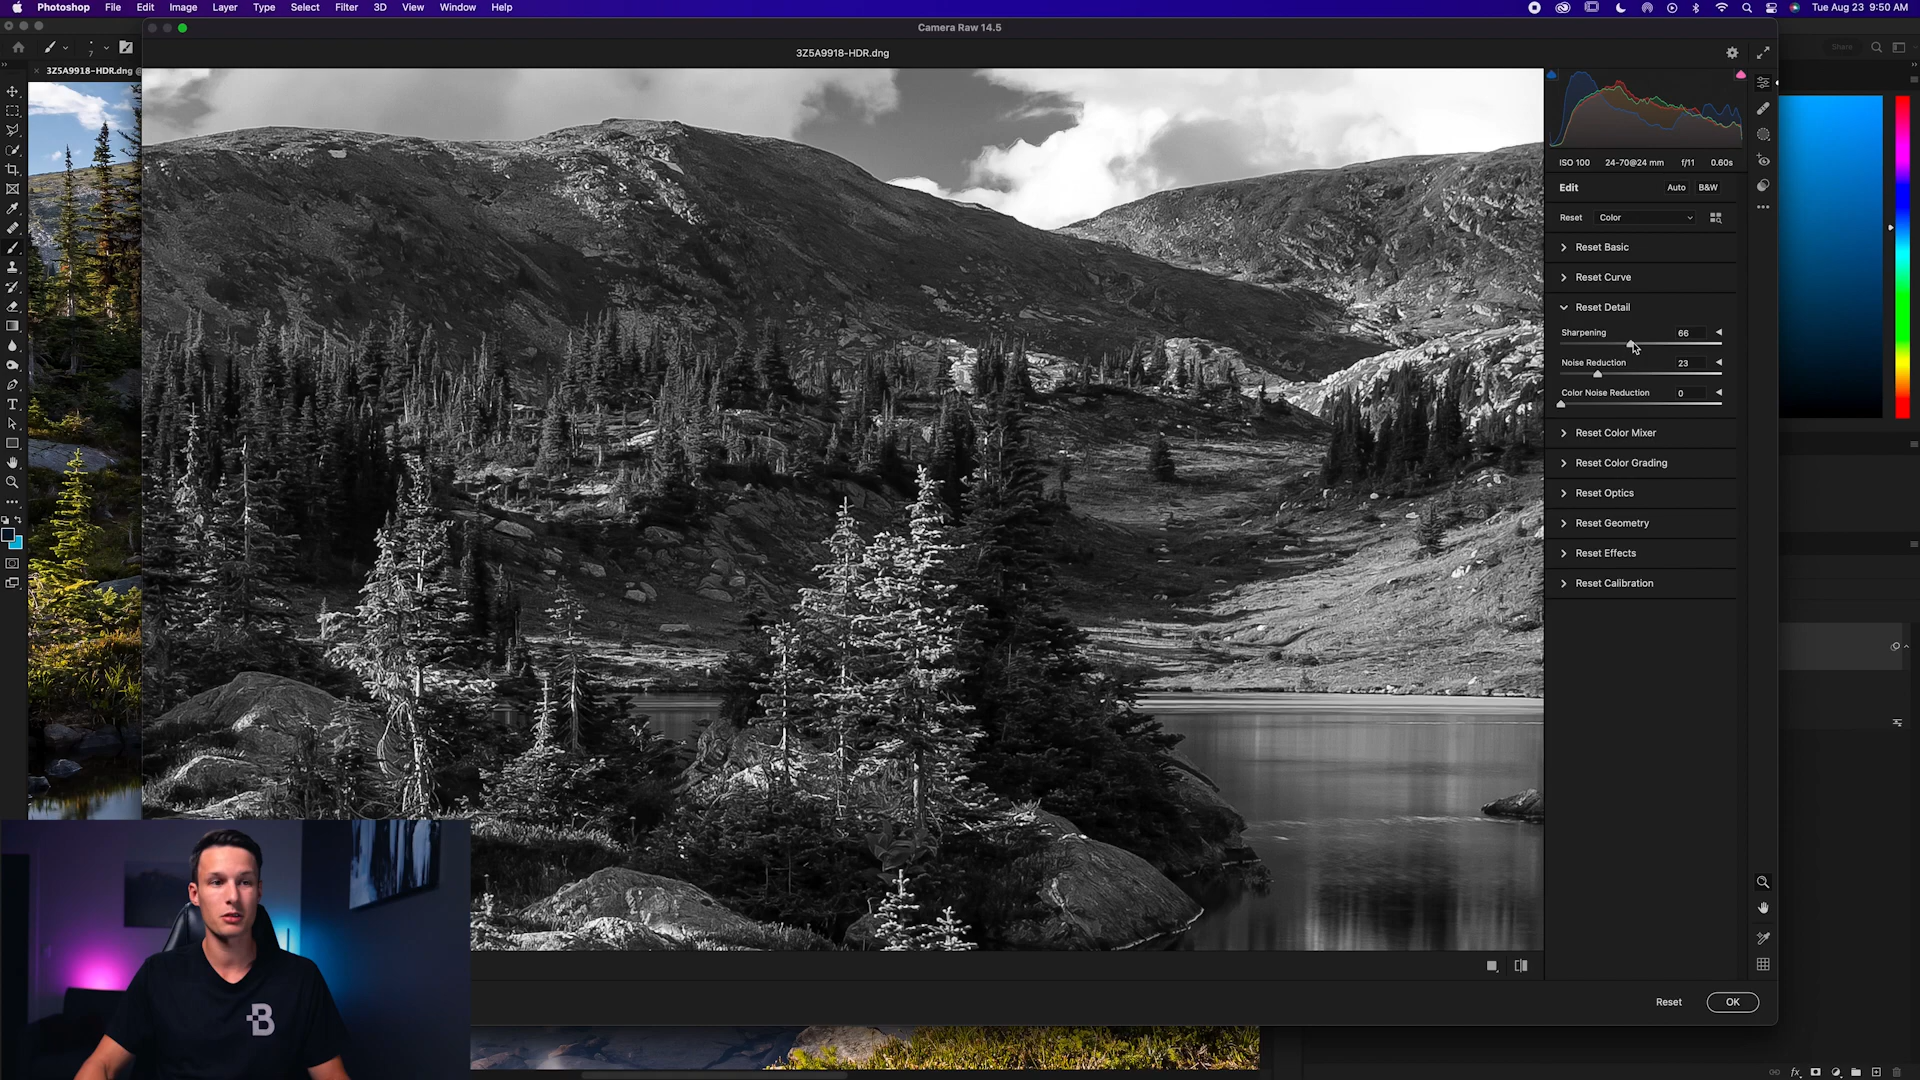 Photoshop File Edit Image Layer Type Select Filter 3D View Window Help
Tue Aug 23 9:50 AM
Camera Raw 14.5
7
Share
3Z5A9918-HDR.dng
3Z5A9918-HDR.dng @
ISO 100 24-70@24 mm f/11 0.60s
Edit Auto B&W
Reset Color
Reset Basic
Reset Curve
Reset Detail
Sharpening 66
Noise Reduction 23
Color Noise Reduction 0
Reset Color Mixer
Reset Color Grading
Reset Optics
Reset Geometry
Reset Effects
Reset Calibration
Reset OK
B
fx